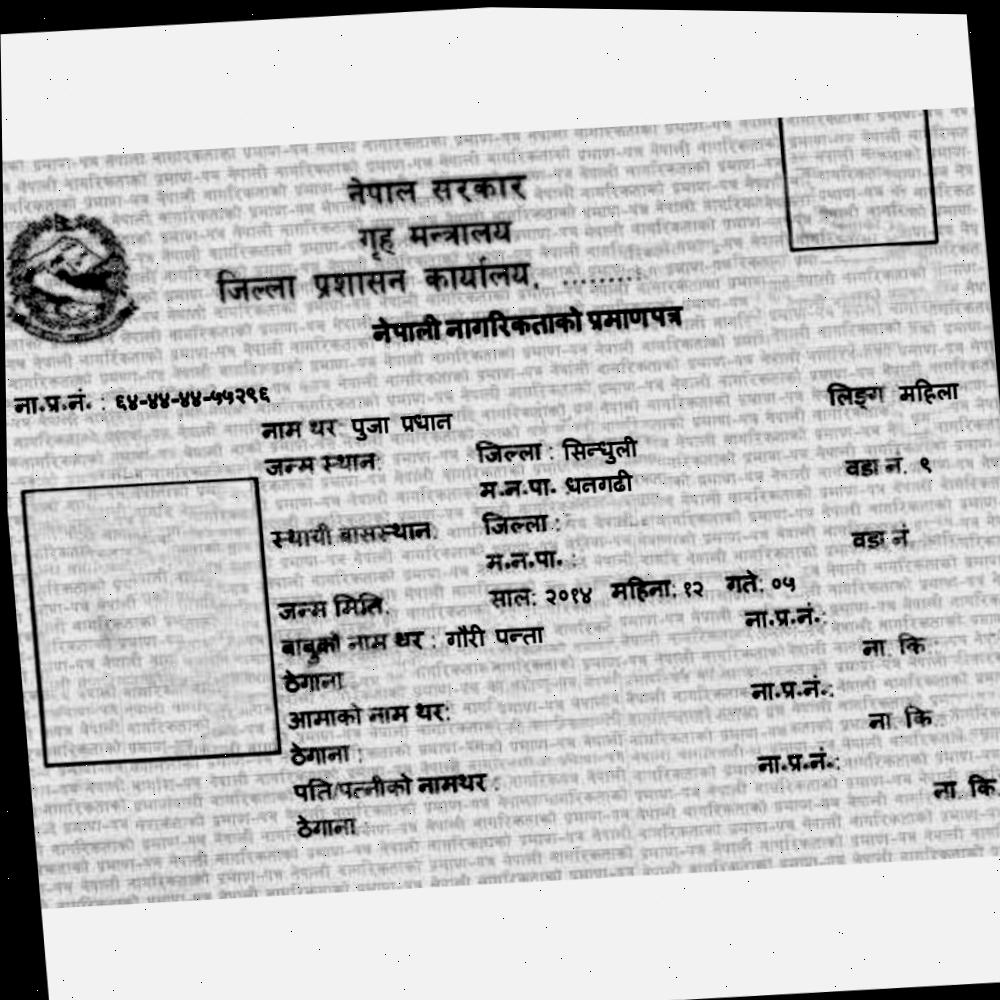 नेपाल सरकार
गृह मन्त्रालय
जिल्ला प्रशासन कार्यालय, .........
नेपाली नागरिकताको प्रमाणपत्र
ना.प्र.नं. : ६४-४४-४४-५५२९६ लिङ्ग महिला
नाम थर पुजा प्रधान
जन्म स्थान: जिल्ला : सिन्धुली
म.न.पा. धनगढी वडा नं. ९
स्थायी बासस्थान: जिल्ला :
म.न.पा. : वडा नं.
जन्म मिति: साल: २०१४ महिना: १२ गते: ०५
बाबुको नाम थर : गौरी पन्ता ना.प्र.नं.:
ठेगाना ना. कि :
आमाको नाम थर: ना.प्र.नं.:
ठेगाना : ना. कि
पति/पत्नीको नामथर : ना.प्र.नं.:
ठेगाना ना. कि